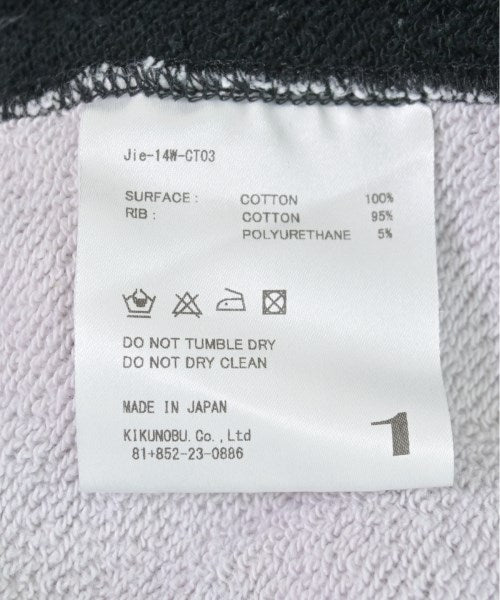 Jie-14W-CT03
SURFACE: COTTON 100%
RIB: COTTON 95%
POLYURETHANE 5%
DO NOT TUMBLE DRY
DO NOT DRY CLEAN
MADE IN JAPAN
KIKUNOBU.Co.,Ltd
81+852-23-0886
1